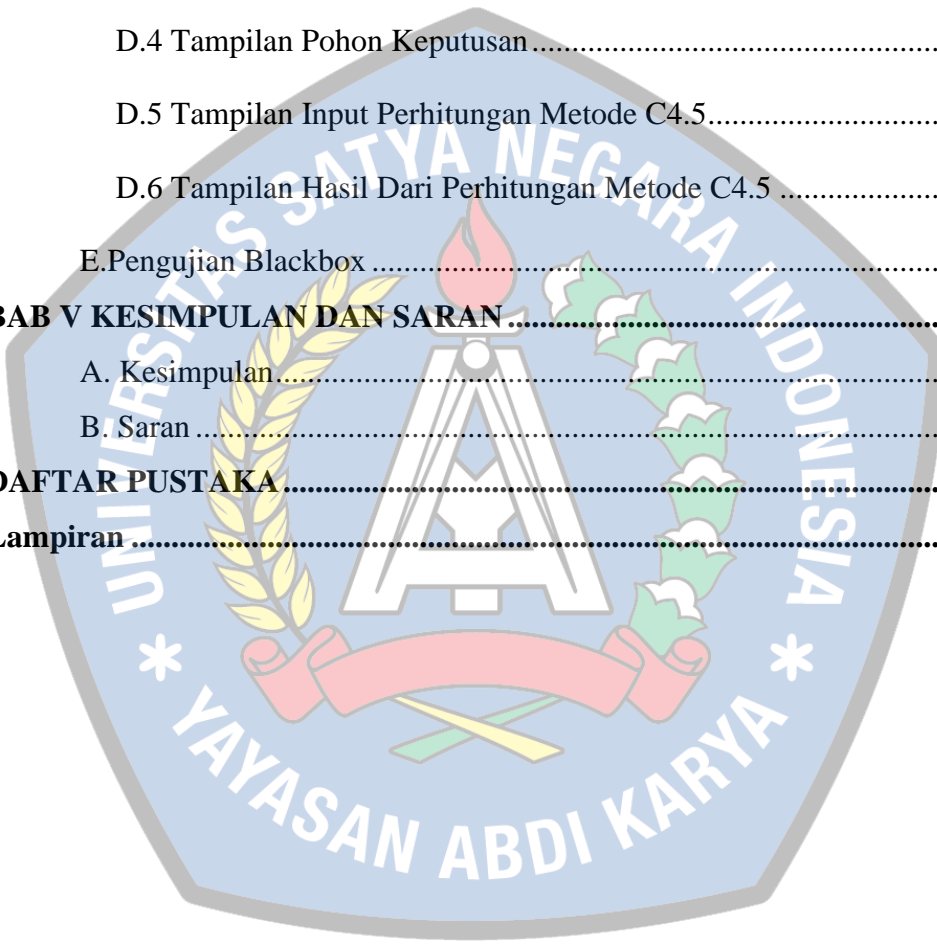 D.4 Tampilan Pohon Keputusan
D.5 Tampilan Input Perhitungan Metode C4.5
D.6 Tampilan Hasil Dari Perhitungan Metode C4.5
E.Pengujian Blackbox
BAB V KESIMPULAN DAN SARAN
A. Kesimpulan
B. Saran
DAFTAR PUSTAKA
Lampiran
UNIVERSITAS SATYA NEGARA INDONESIA
* YAYASAN ABDI KARYA *